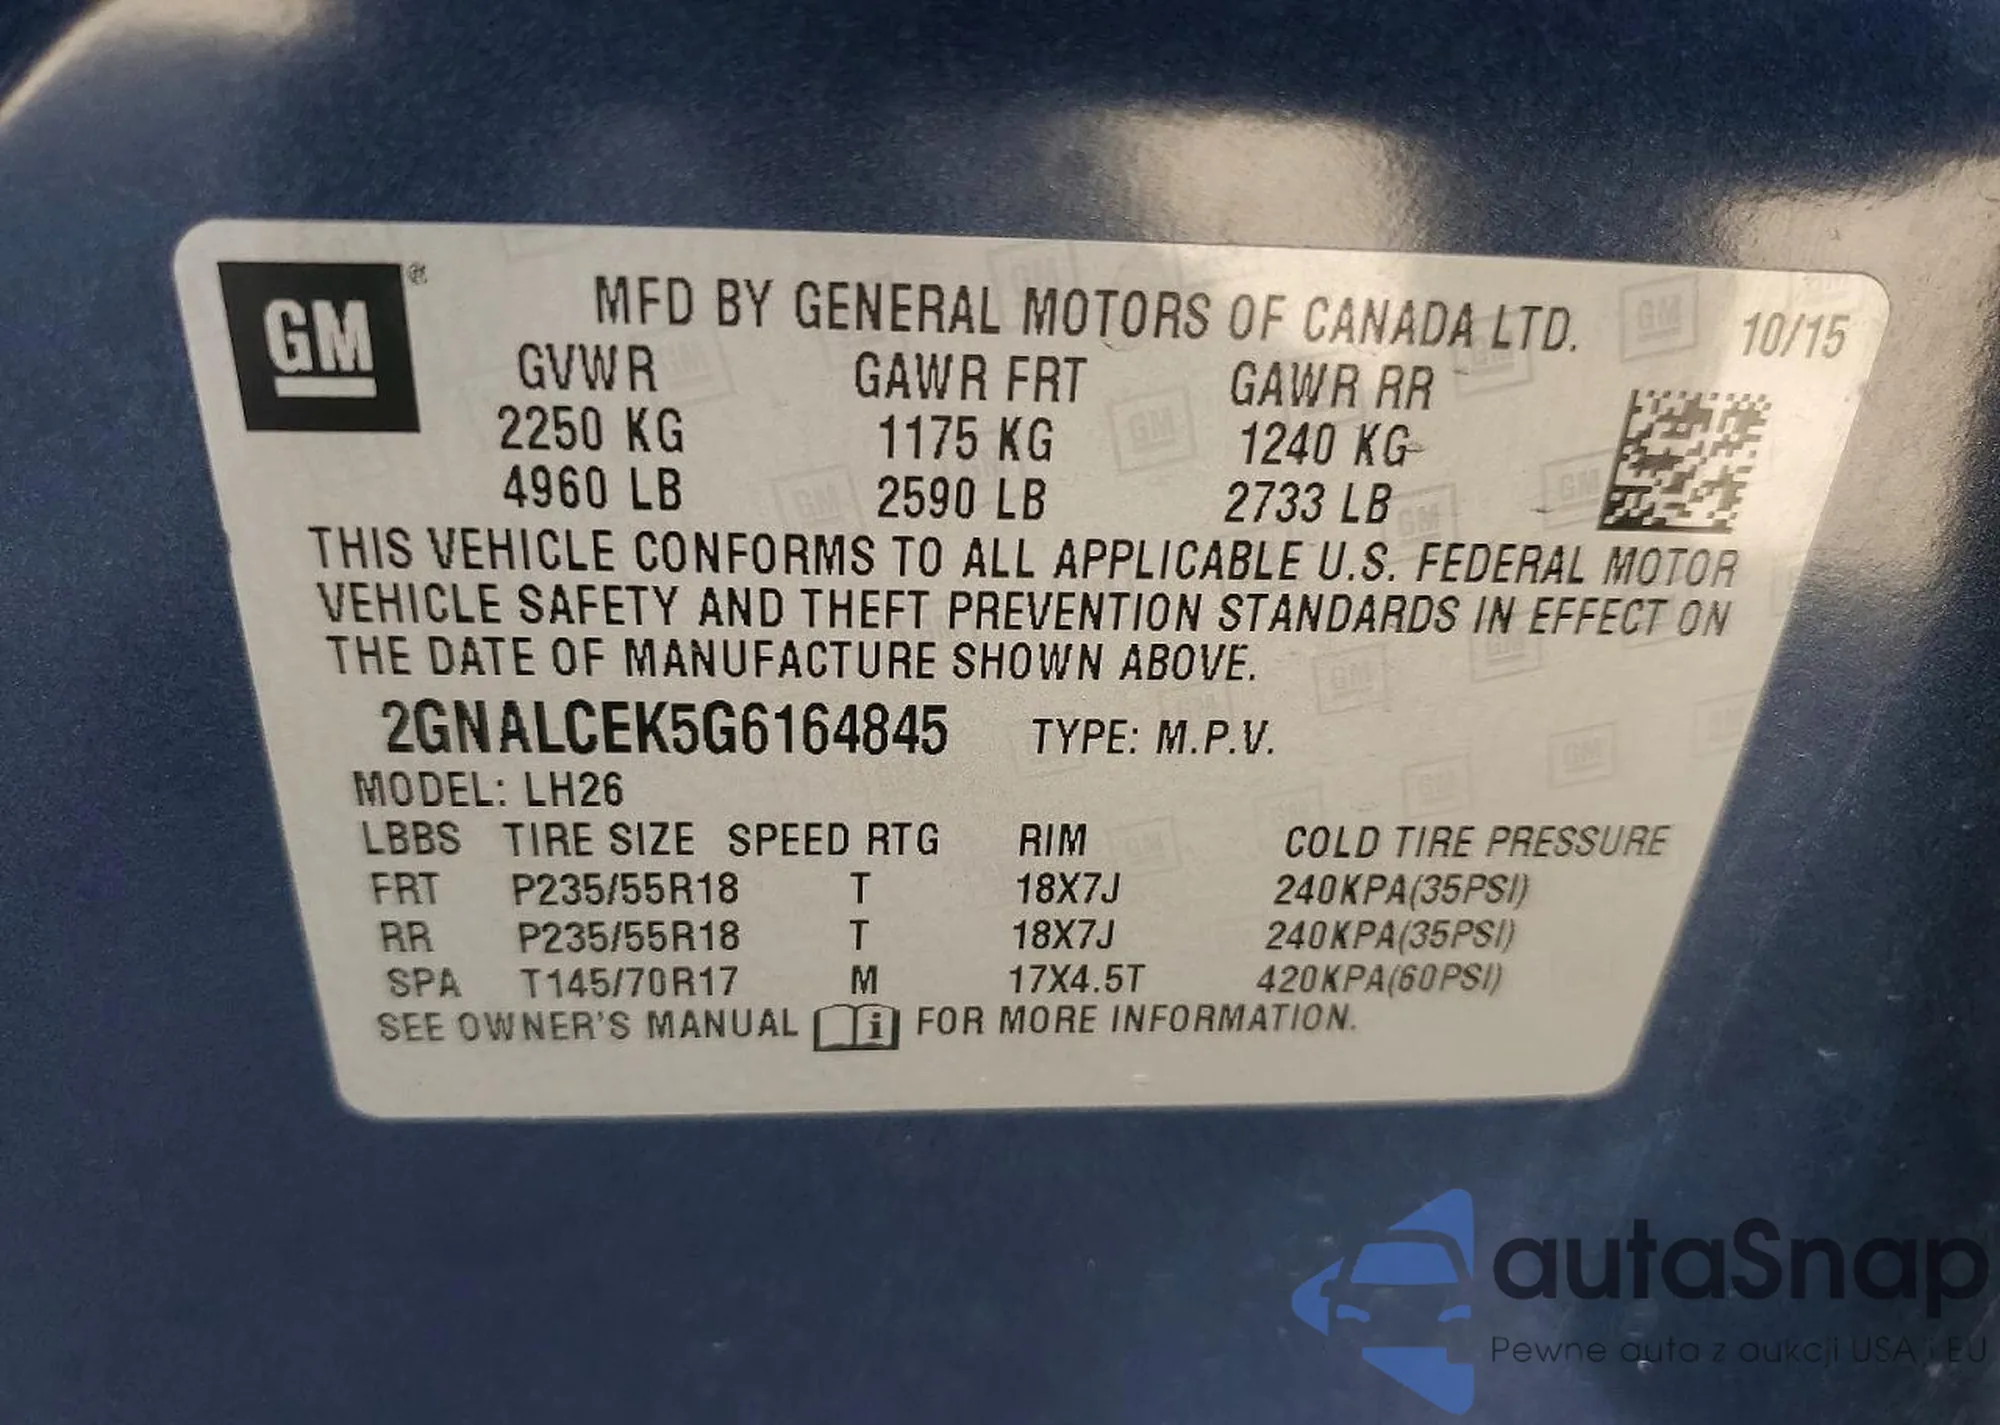 GM®
MFD BY GENERAL MOTORS OF CANADA LTD. 10/15
GVWR GAWR FRT GAWR RR
2250 KG 1175 KG 1240 KG
4960 LB 2590 LB 2733 LB
THIS VEHICLE CONFORMS TO ALL APPLICABLE U.S. FEDERAL MOTOR
VEHICLE SAFETY AND THEFT PREVENTION STANDARDS IN EFFECT ON
THE DATE OF MANUFACTURE SHOWN ABOVE.
2GNALCEK5G6164845 TYPE: M.P.V.
MODEL: LH26
LBBS TIRE SIZE SPEED RTG RIM COLD TIRE PRESSURE
FRT P235/55R18 T 18X7J 240KPA(35PSI)
RR P235/55R18 T 18X7J 240KPA(35PSI)
SPA T145/70R17 M 17X4.5T 420KPA(60PSI)
SEE OWNER'S MANUAL i FOR MORE INFORMATION.
autaSnap
Pewne auta z aukcji USA i EU